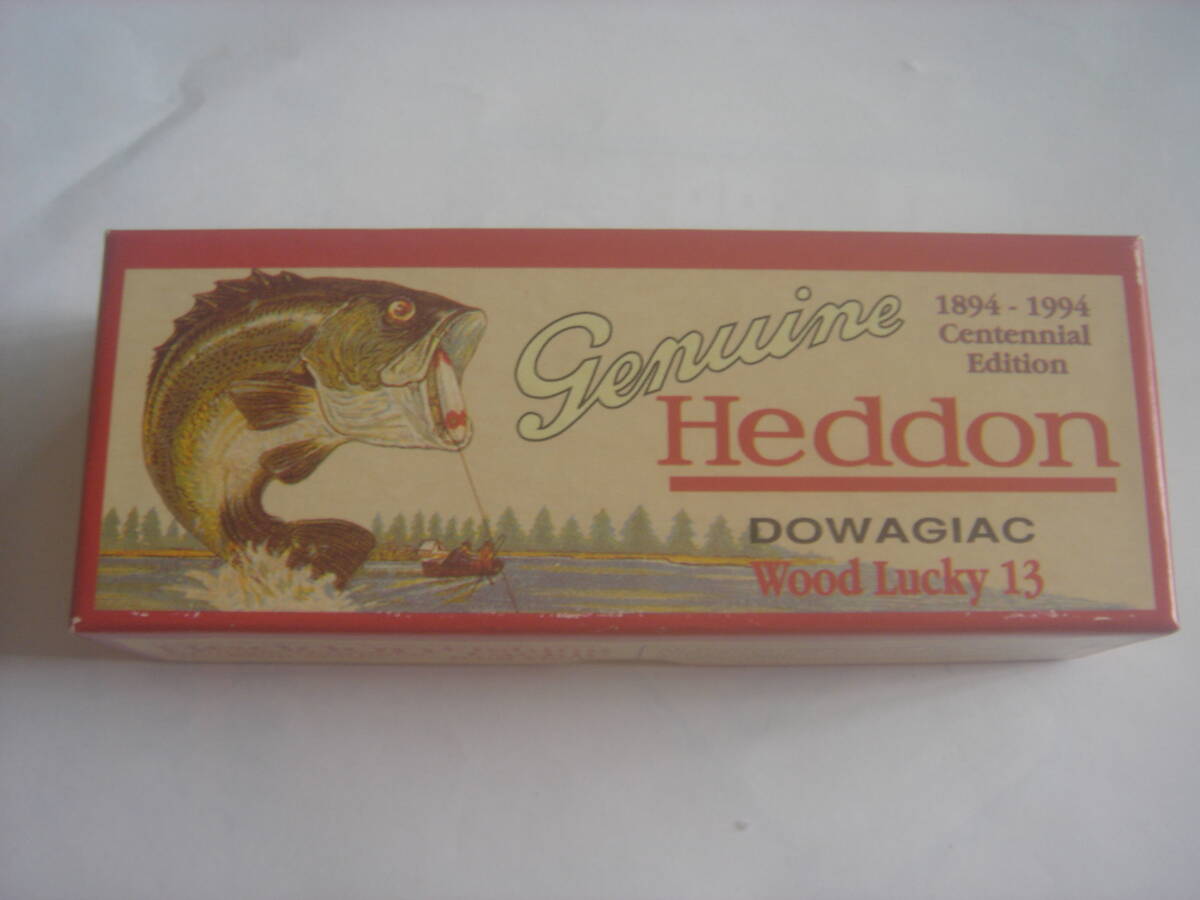 Genuine
1894 - 1994
Centennial
Edition
Heddon
DOWAGIAC
Wood Lucky 13